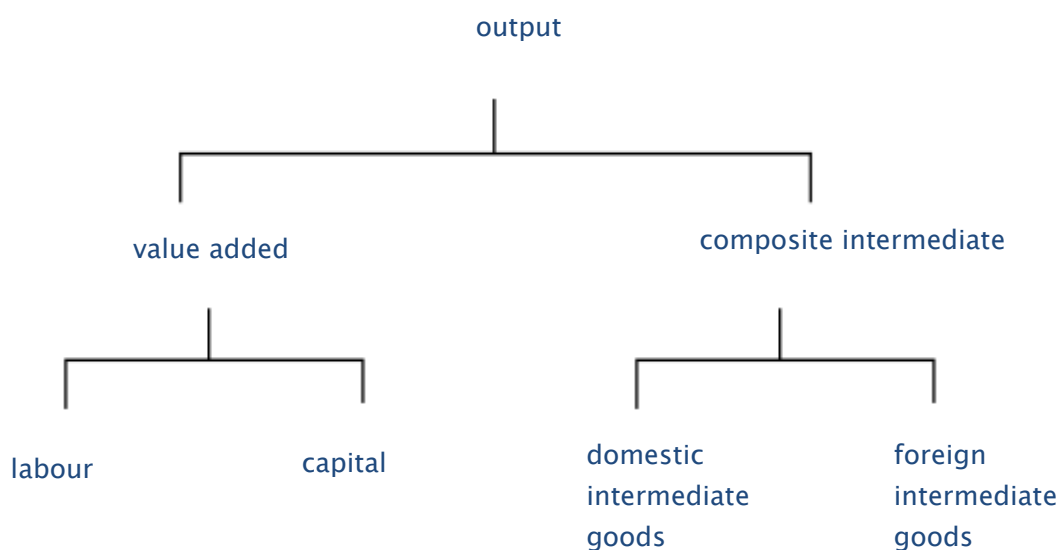 output
value added
composite intermediate
labour
capital
domestic
intermediate
goods
foreign
intermediate
goods